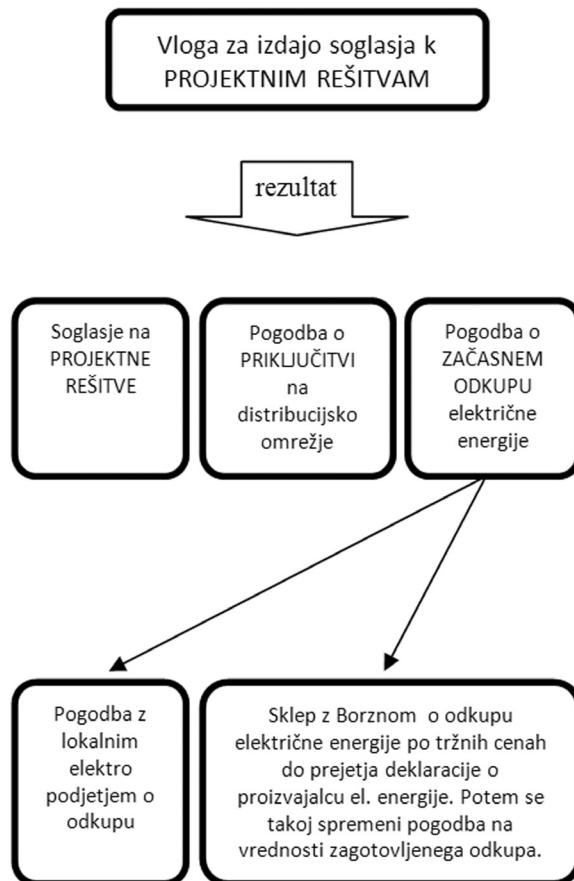 Vloga za izdajo soglasja k
PROJEKTNIM REŠITVAM
rezultat
Soglasje na
PROJEKTNE
REŠITVE
Pogodba o
PRIKLJUČITVI
na
distribucijsko
omrežje
Pogodba o
ZAČASNEM
ODKUPU
električne
energije
Pogodba z
lokalnim
elektro
podjetjem o
odkupu
Sklep z Borznom o odkupu
električne energije po tržnih cenah
do prejetja deklaracije o
proizvajalcu el. energije. Potem se
takoj spremeni pogodba na
vrednosti zagotovljenega odkupa.